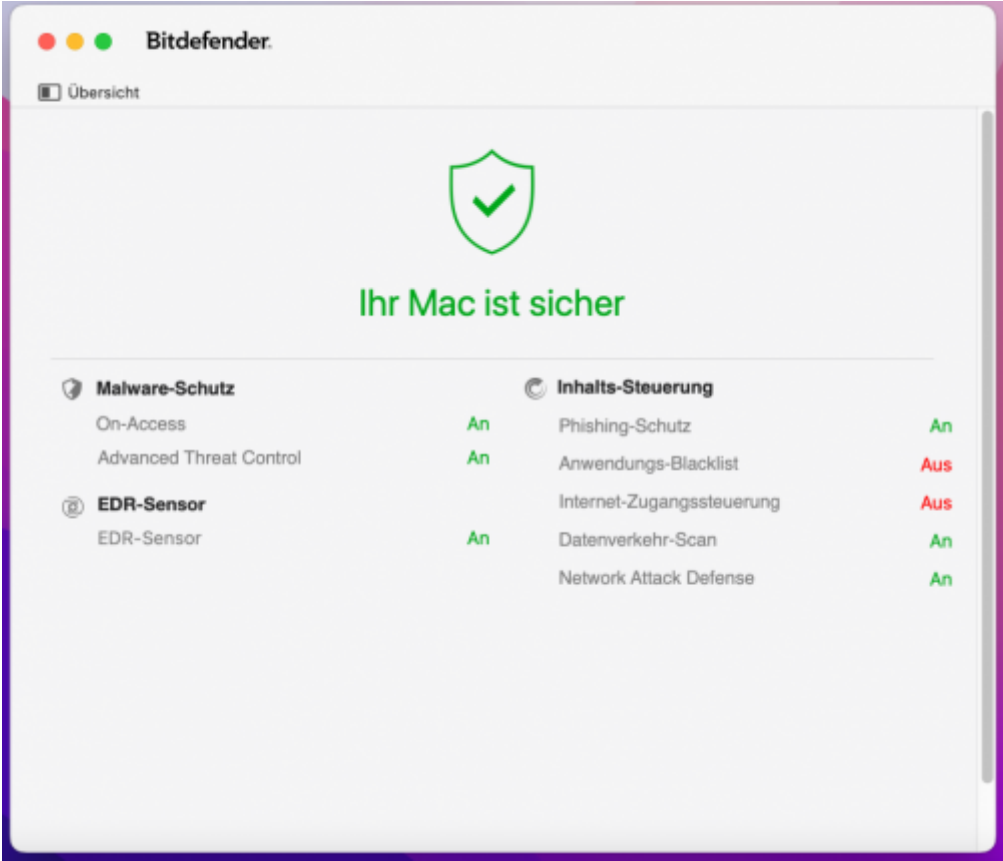 Bitdefender
Übersicht
Ihr Mac ist sicher
Malware-Schutz
On-Access An
Advanced Threat Control An
EDR-Sensor
EDR-Sensor An
Inhalts-Steuerung
Phishing-Schutz An
Anwendungs-Blacklist Aus
Internet-Zugangssteuerung Aus
Datenverkehr-Scan An
Network Attack Defense An